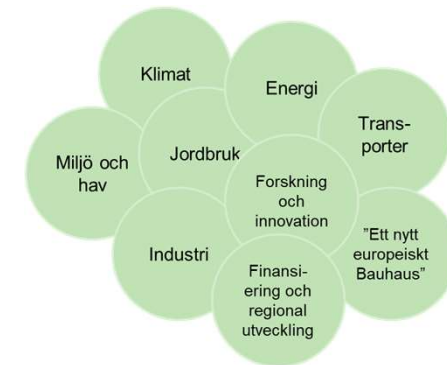 Klimat
Energi
Trans-
porter
Miljö och
hav
Jordbruk
Forskning
och
innovation
Industri
"Ett nytt
europeiskt
Bauhaus"
Finansi-
ering och
regional
utveckling